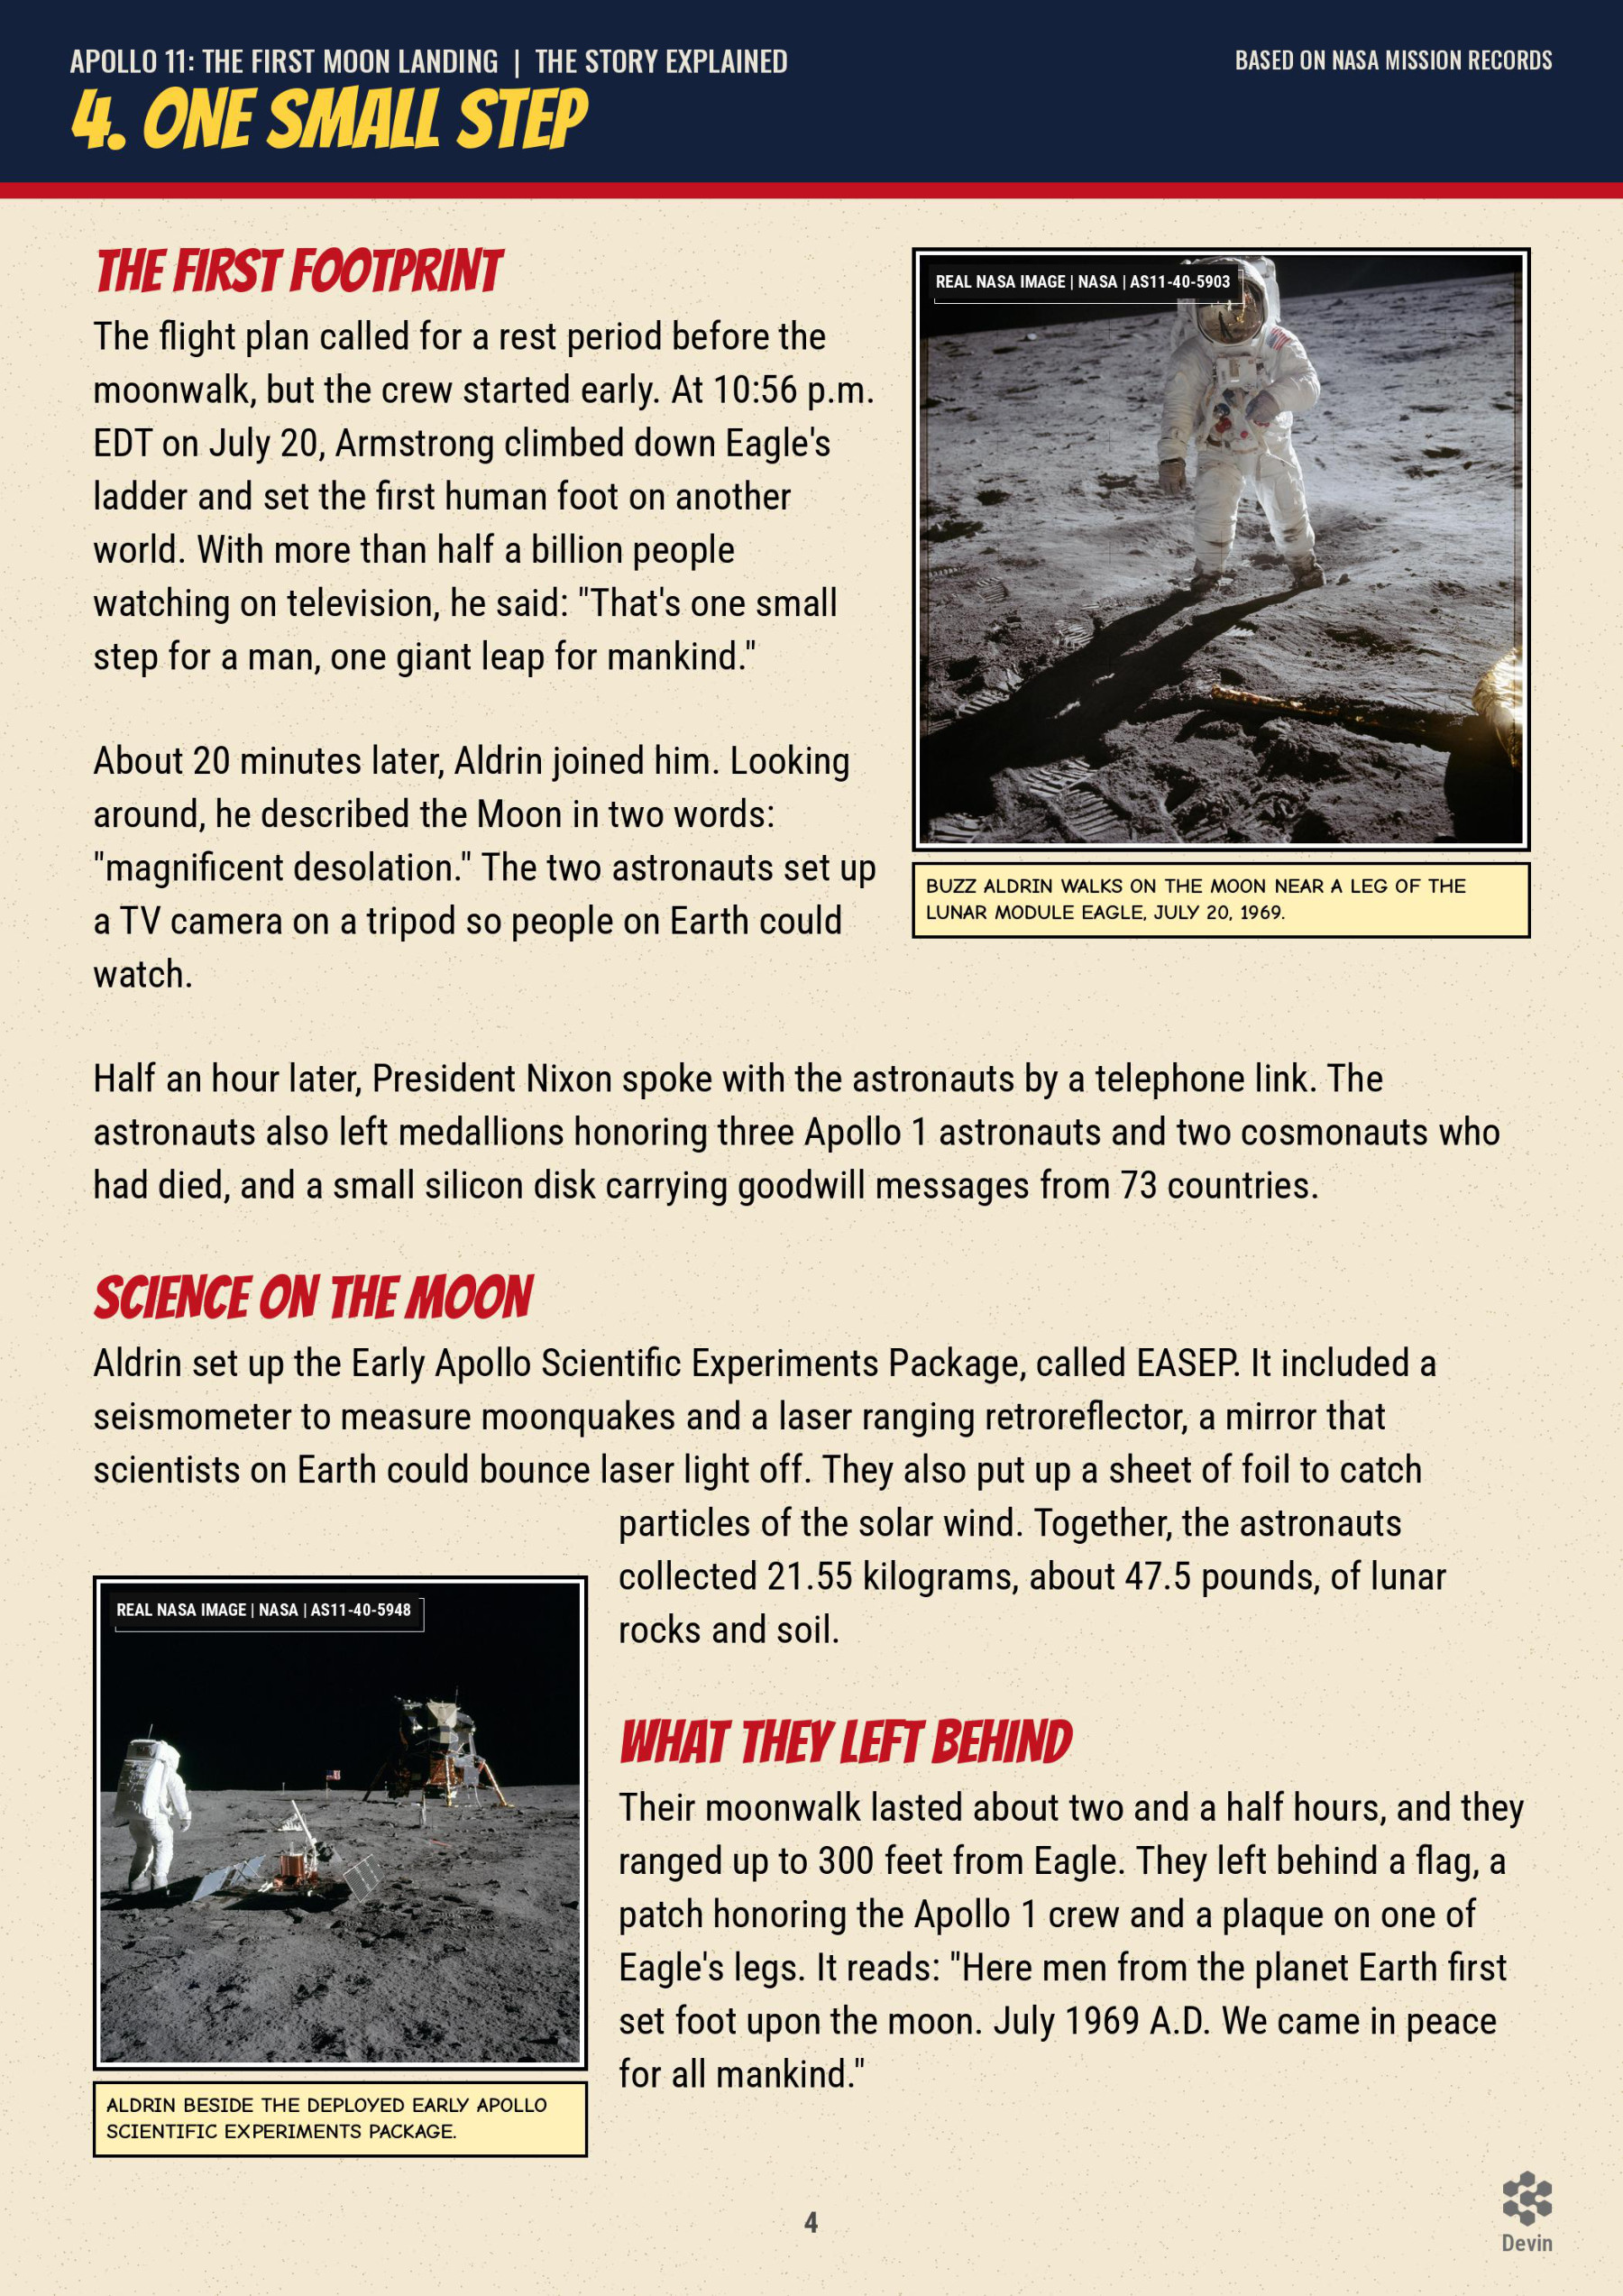 APOLLO 11: THE FIRST MOON LANDING | THE STORY EXPLAINED
BASED ON NASA MISSION RECORDS
4. ONE SMALL STEP
THE FIRST FOOTPRINT
The flight plan called for a rest period before the
moonwalk, but the crew started early. At 10:56 p.m.
EDT on July 20, Armstrong climbed down Eagle's
ladder and set the first human foot on another
world. With more than half a billion people
watching on television, he said: "That's one small
step for a man, one giant leap for mankind."
About 20 minutes later, Aldrin joined him. Looking
around, he described the Moon in two words:
"magnificent desolation." The two astronauts set up
a TV camera on a tripod so people on Earth could
watch.
REAL NASA IMAGE | NASA | AS11-40-5903
BUZZ ALDRIN WALKS ON THE MOON NEAR A LEG OF THE
LUNAR MODULE EAGLE, JULY 20, 1969.
Half an hour later, President Nixon spoke with the astronauts by a telephone link. The
astronauts also left medallions honoring three Apollo 1 astronauts and two cosmonauts who
had died, and a small silicon disk carrying goodwill messages from 73 countries.
SCIENCE ON THE MOON
Aldrin set up the Early Apollo Scientific Experiments Package, called EASEP. It included a
seismometer to measure moonquakes and a laser ranging retroreflector, a mirror that
scientists on Earth could bounce laser light off. They also put up a sheet of foil to catch
particles of the solar wind. Together, the astronauts
collected 21.55 kilograms, about 47.5 pounds, of lunar
rocks and soil.
REAL NASA IMAGE | NASA | AS11-40-5948
ALDRIN BESIDE THE DEPLOYED EARLY APOLLO
SCIENTIFIC EXPERIMENTS PACKAGE.
WHAT THEY LEFT BEHIND
Their moonwalk lasted about two and a half hours, and they
ranged up to 300 feet from Eagle. They left behind a flag, a
patch honoring the Apollo 1 crew and a plaque on one of
Eagle's legs. It reads: "Here men from the planet Earth first
set foot upon the moon. July 1969 A.D. We came in peace
for all mankind."
4
Devin